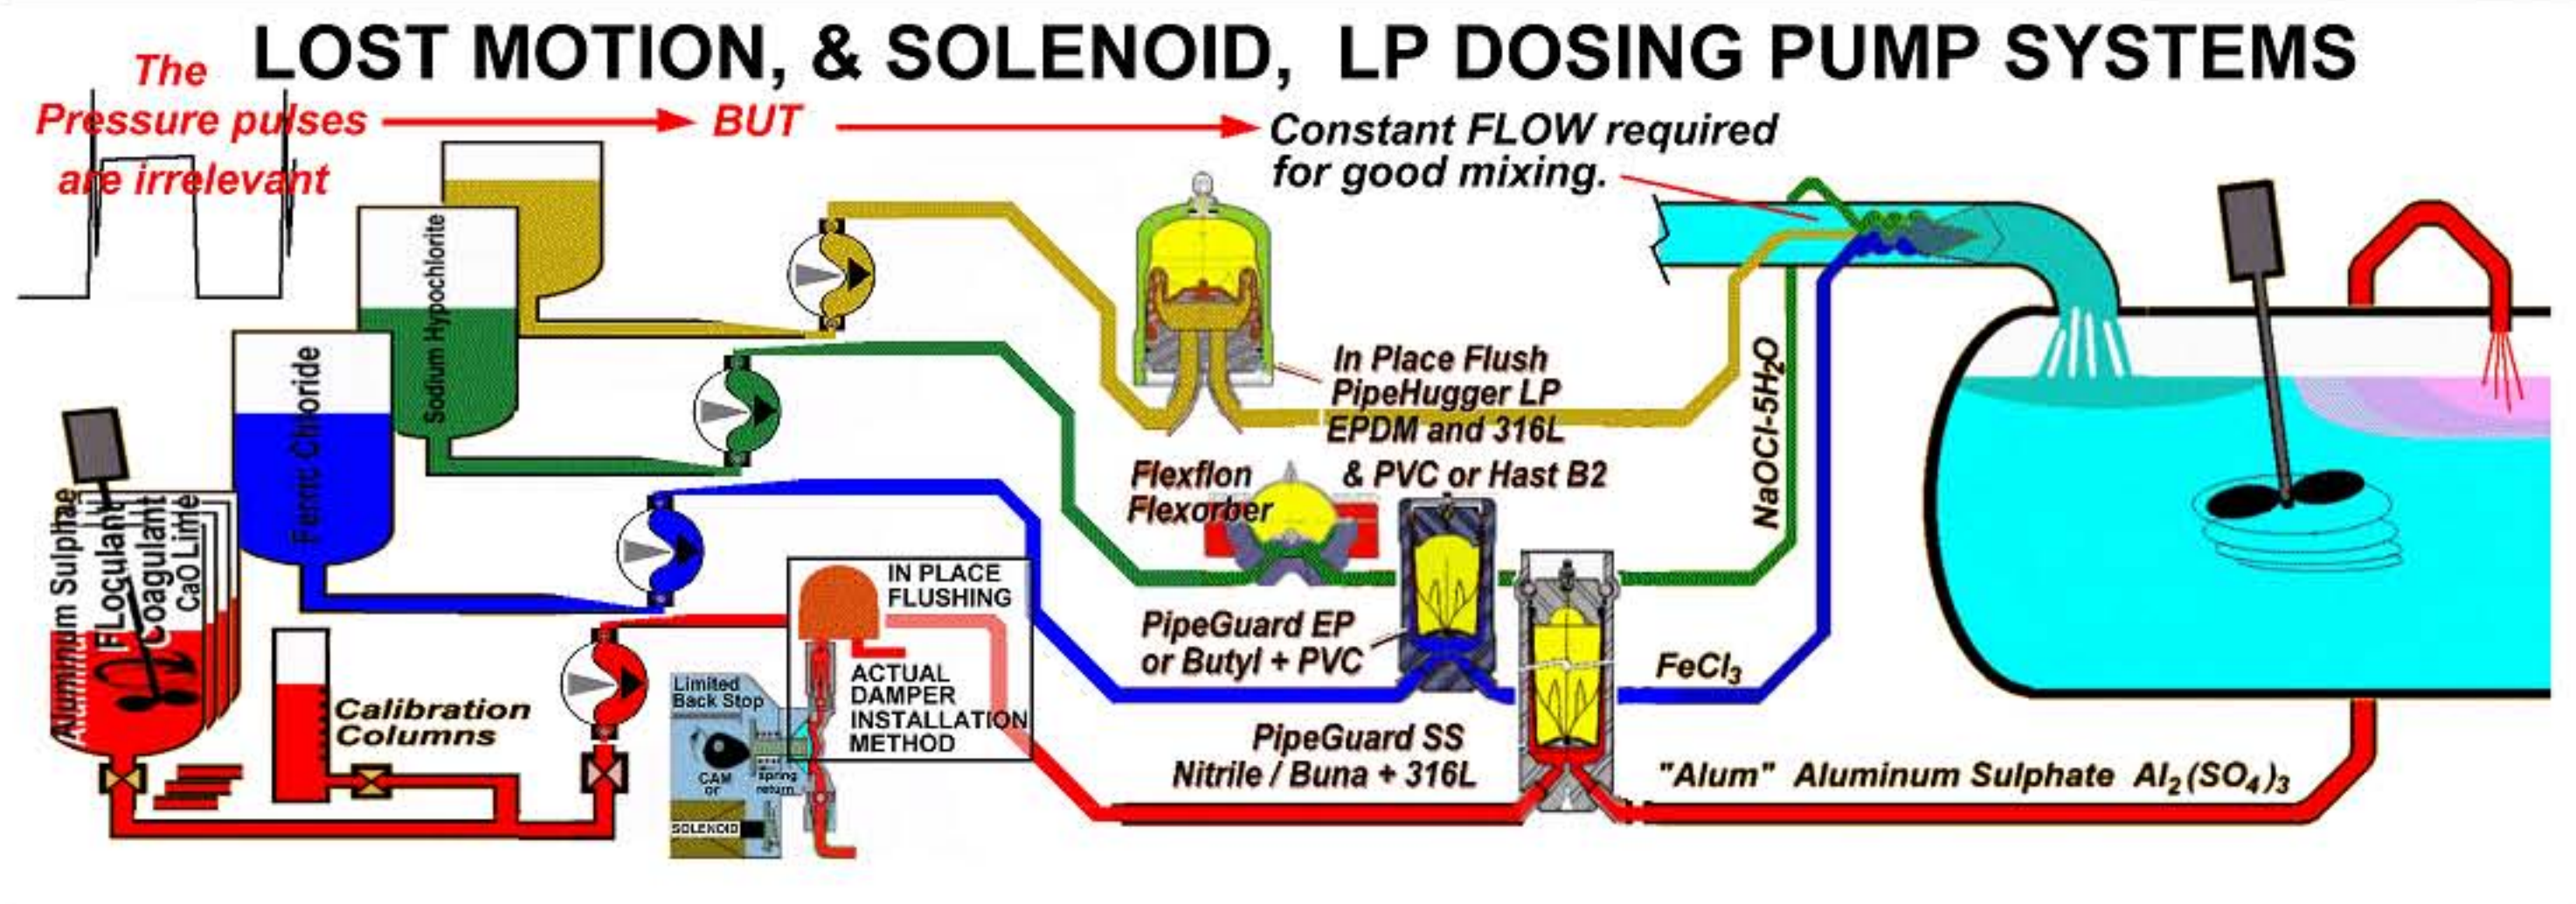 LOST MOTION, & SOLENOID, LP DOSING PUMP SYSTEMS
The
Pressure pulses
are irrelevant
BUT
Constant FLOW required
for good mixing.
Sodium Hypochlorite
Ferric Chloride
Aluminum Sulphae
Aluminum
FLoculant
Coagulant
CaO Lime
Calibration
Columns
IN PLACE
FLUSHING
ACTUAL
DAMPER
INSTALLATION
METHOD
Limited
Back Stop
CAM
or
spring
return
SOLENOID
In Place Flush
PipeHugger LP
EPDM and 316L
& PVC or Hast B2
Flexflon
Flexorber
PipeGuard EP
or Butyl + PVC
PipeGuard SS
Nitrile / Buna + 316L
NaOCl-5H₂O
FeCl₃
"Alum" Aluminum Sulphate Al₂(SO₄)₃